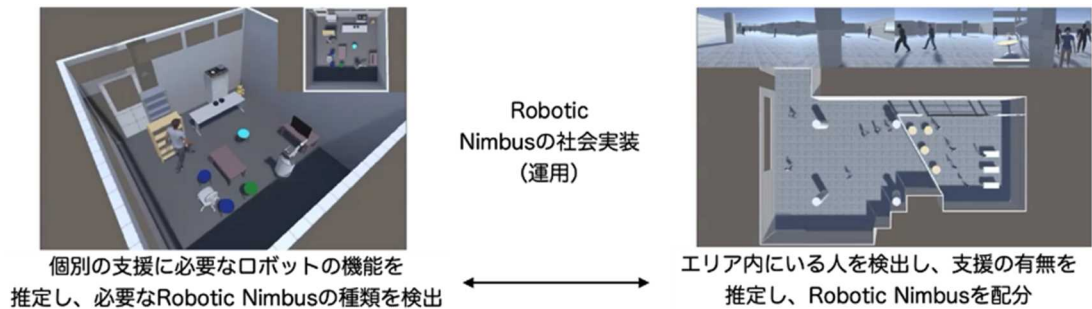 Robotic
Nimbusの社会実装
（運用）
個別の支援に必要なロボットの機能を
推定し、必要なRobotic Nimbusの種類を検出
エリア内にいる人を検出し、支援の有無を
推定し、Robotic Nimbusを配分